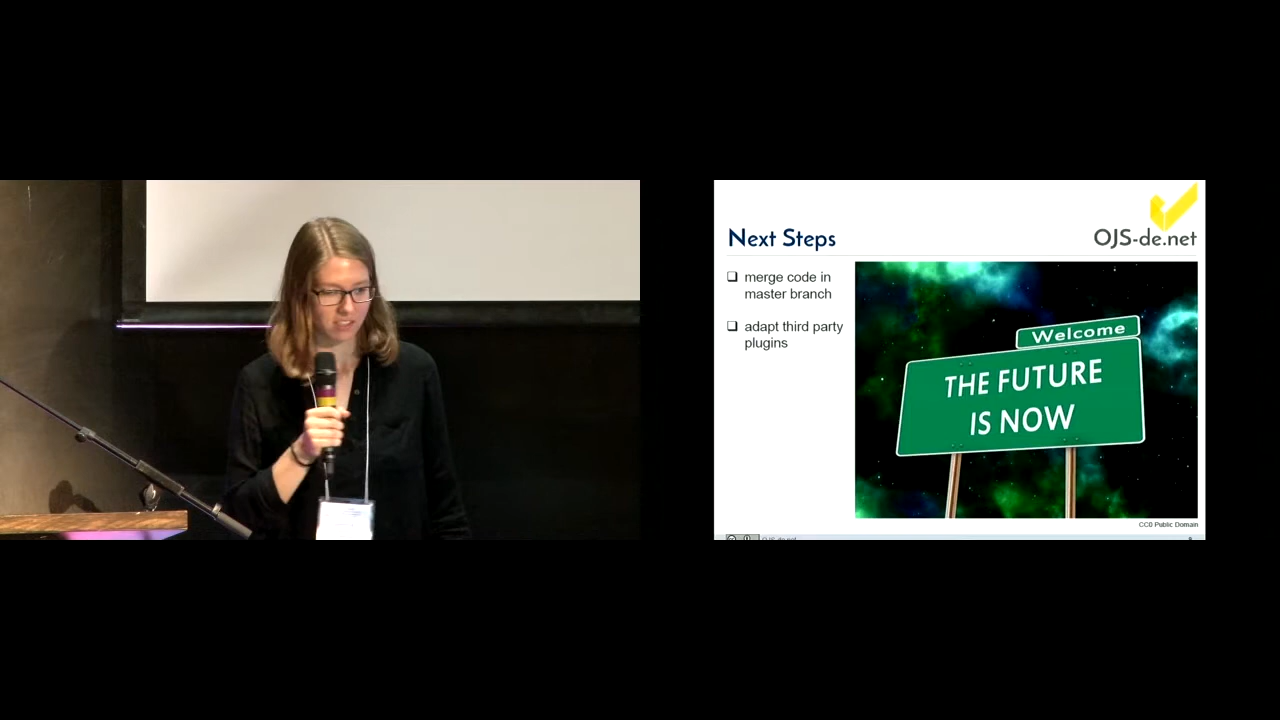 OJS-de.net
Next Steps
❑ merge code in
master branch
❑ adapt third party
plugins
Welcome
THE FUTURE
IS NOW
CC0 Public Domain